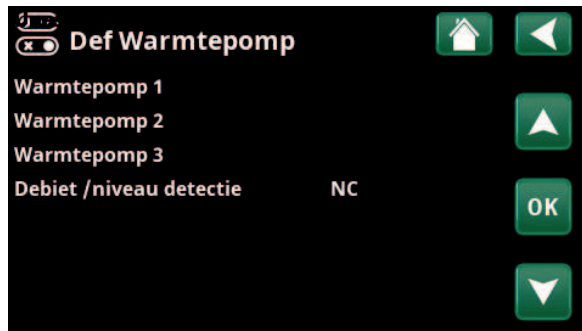 Def Warmtepomp
Warmtepomp 1
Warmtepomp 2
Warmtepomp 3
Debiet /niveau detectie NC
OK